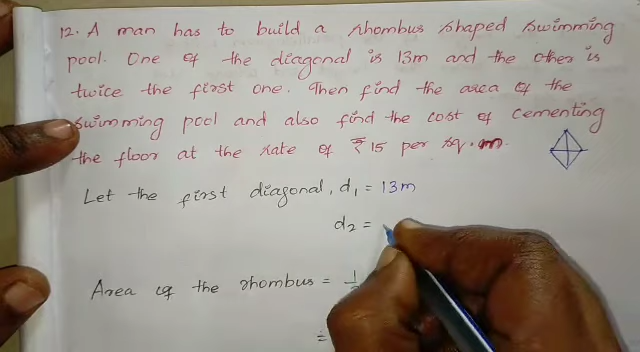 12. A man has to build a rhombus shaped swimming
pool. One of the diagonal is 13m and the other is
twice the first one. Then find the area of the
swimming pool and also find the cost of cementing
the floor at the rate of ₹15 per sq.m.
Let the first diagonal, d₁ = 13m
d₂ =
Area of the rhombus = 1
=